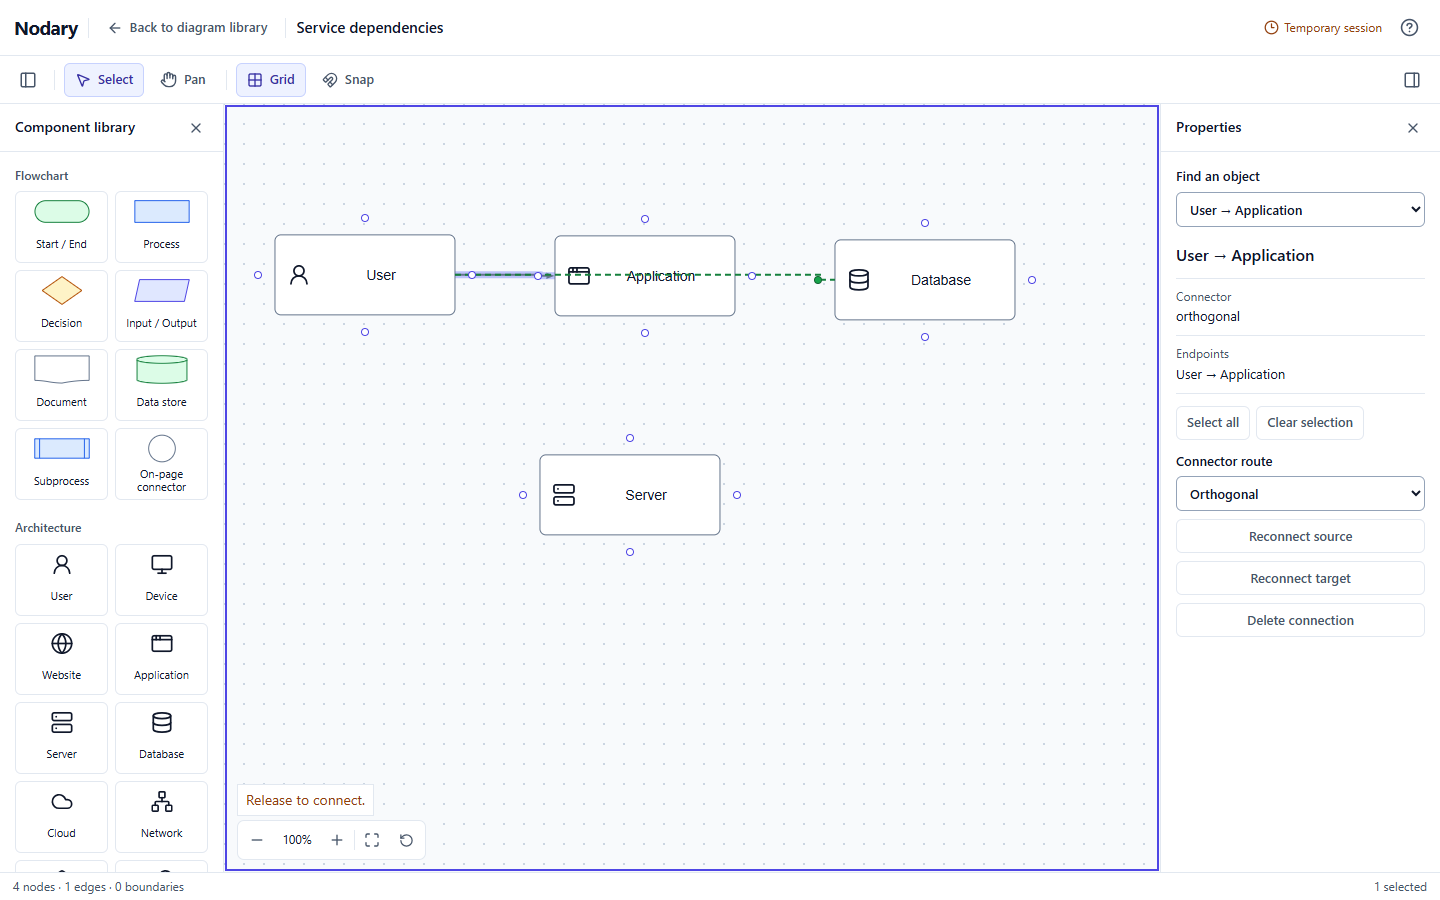 Nodary
Back to diagram library
Service dependencies
Temporary session
Select
Pan
Grid
Snap
Component library
Flowchart
Start / End
Process
Decision
Input / Output
Document
Data store
Subprocess
On-page
connector
Architecture
User
Device
Website
Application
Server
Database
Cloud
Network
User
Application
Database
Server
Release to connect.
100%
Properties
Find an object
User → Application
User → Application
Connector
orthogonal
Endpoints
User → Application
Select all
Clear selection
Connector route
Orthogonal
Reconnect source
Reconnect target
Delete connection
4 nodes · 1 edges · 0 boundaries
1 selected